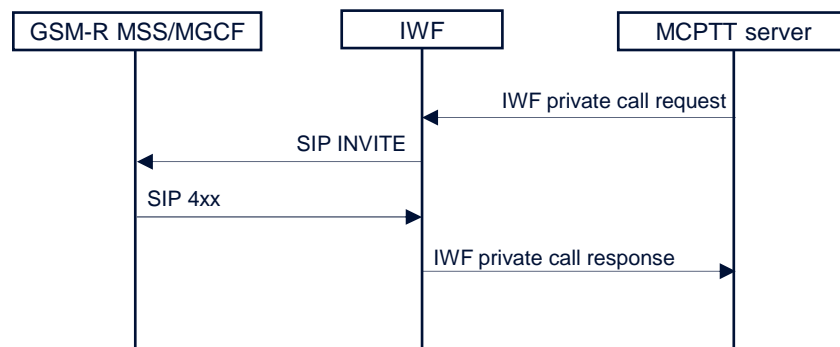 GSM-R MSS/MGCF
IWF
MCPTT server
IWF private call request
SIP INVITE
SIP 4xx
IWF private call response